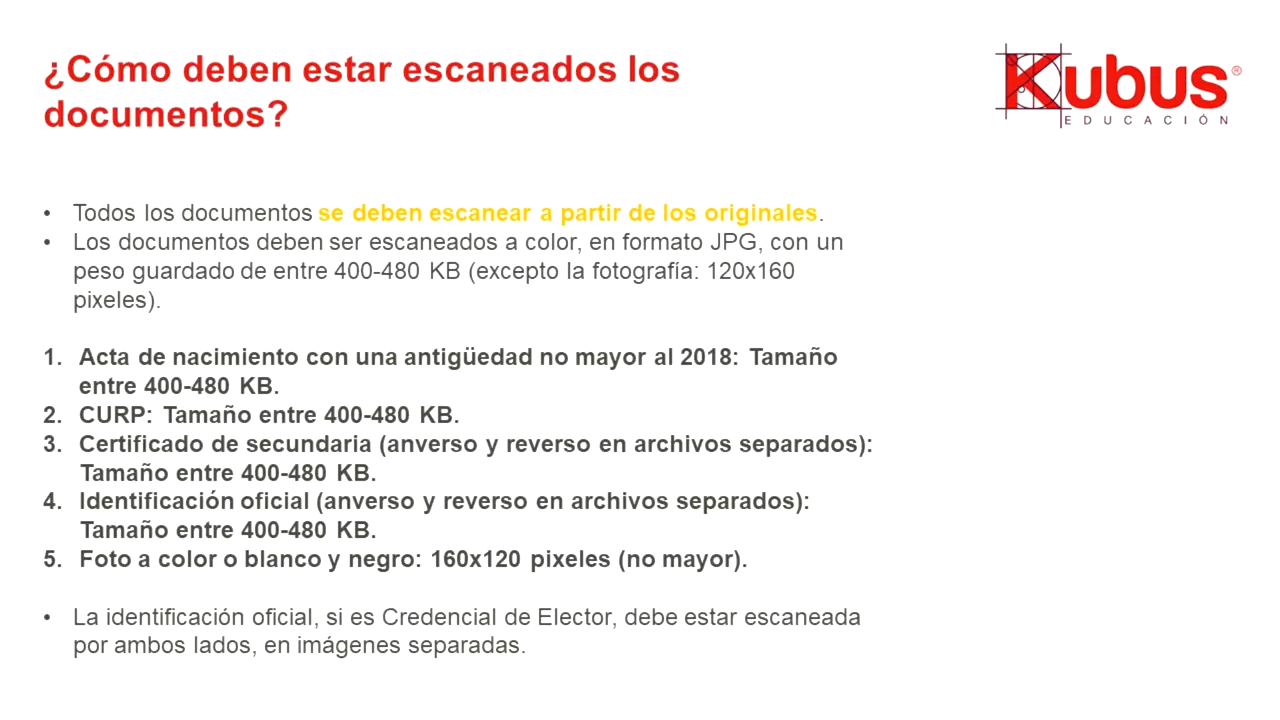 ¿Cómo deben estar escaneados los
documentos?
Kubus®
EDUCACIÓN
• Todos los documentos se deben escanear a partir de los originales.
• Los documentos deben ser escaneados a color, en formato JPG, con un
peso guardado de entre 400-480 KB (excepto la fotografía: 120x160
pixeles).
1. Acta de nacimiento con una antigüedad no mayor al 2018: Tamaño
entre 400-480 KB.
2. CURP: Tamaño entre 400-480 KB.
3. Certificado de secundaria (anverso y reverso en archivos separados):
Tamaño entre 400-480 KB.
4. Identificación oficial (anverso y reverso en archivos separados):
Tamaño entre 400-480 KB.
5. Foto a color o blanco y negro: 160x120 pixeles (no mayor).
• La identificación oficial, si es Credencial de Elector, debe estar escaneada
por ambos lados, en imágenes separadas.